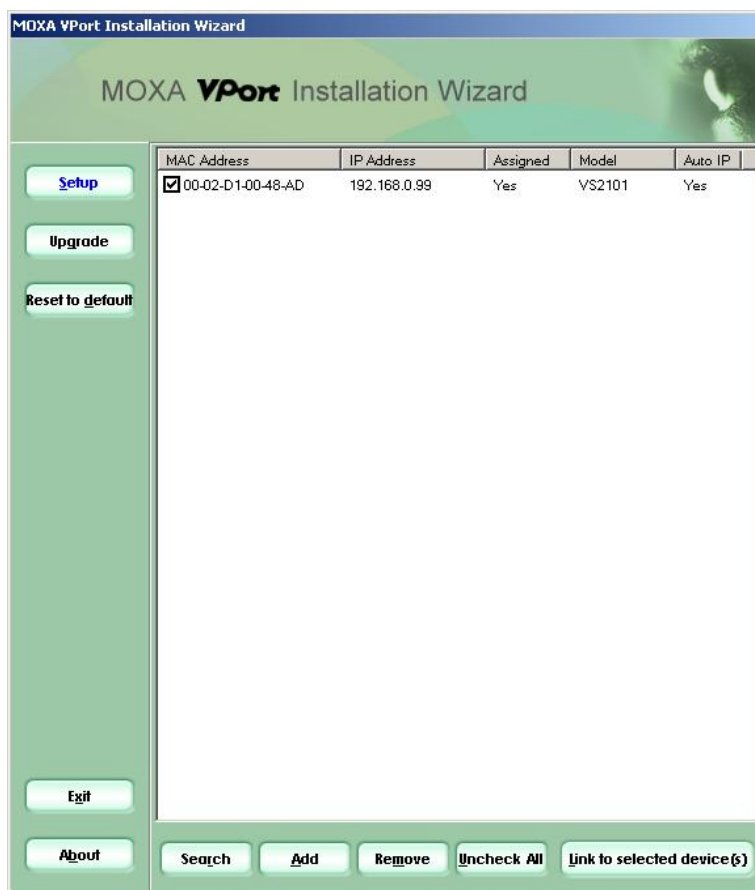 MOXA VPort Installation Wizard
MOXA VPort Installation Wizard
MAC Address IP Address Assigned Model Auto IP
00-02-D1-00-48-AD 192.168.0.99 Yes VS2101 Yes
Setup
Upgrade
Reset to default
Exit
About
Search Add Remove Uncheck All Link to selected device(s)